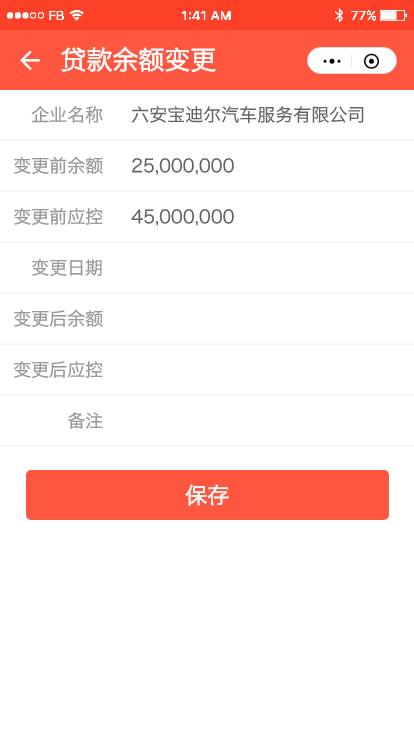 FB 1:41 AM 77%
贷款余额变更
企业名称 六安宝迪尔汽车服务有限公司
变更前余额 25,000,000
变更前应控 45,000,000
变更日期
变更后余额
变更后应控
备注
保存